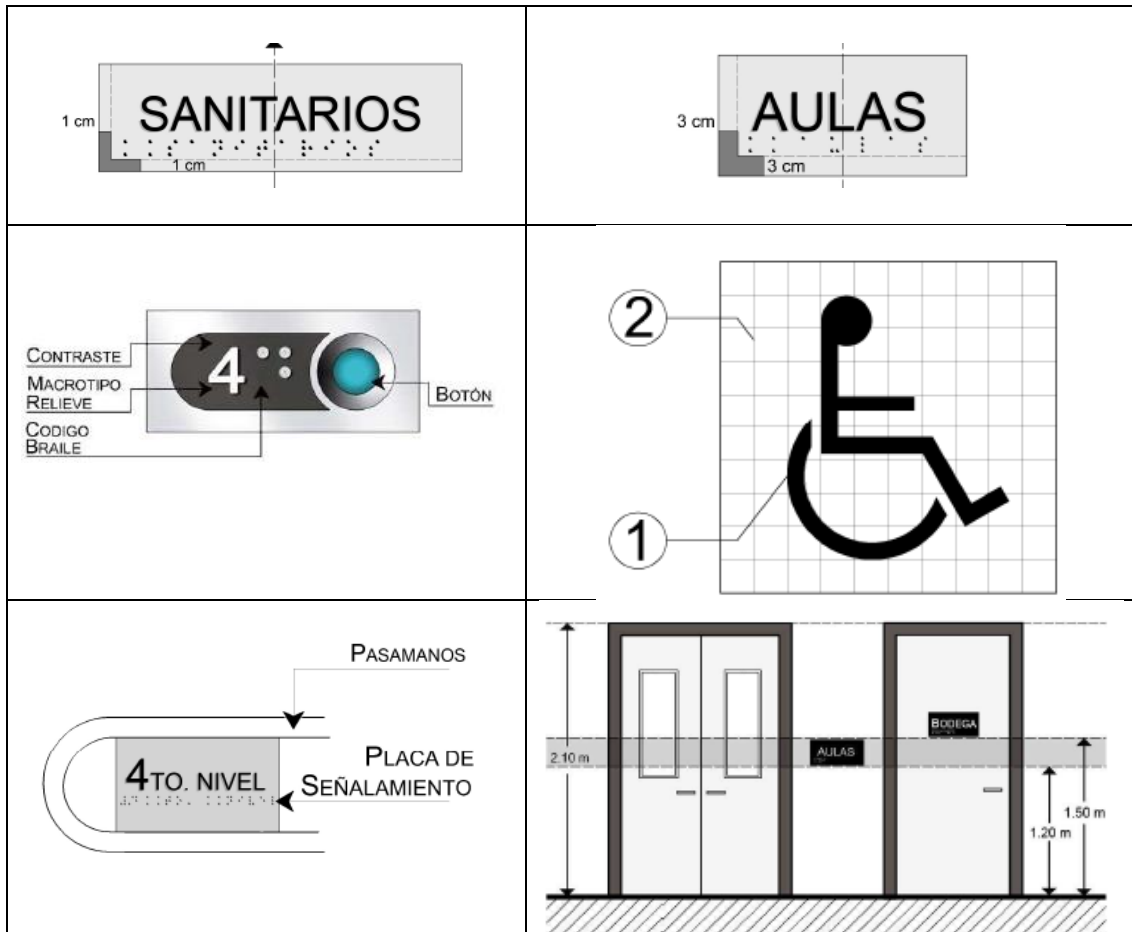 1 cm
SANITARIOS
1 cm
3 cm
AULAS
3 cm
CONTRASTE
MACROTIPO
RELIEVE
CODIGO
BRAILE
4
BOTÓN
2
1
PASAMANOS
PLACA DE
SEÑALAMIENTO
4TO. NIVEL
2.10 m
AULAS
BODEGA
1.20 m
1.50 m